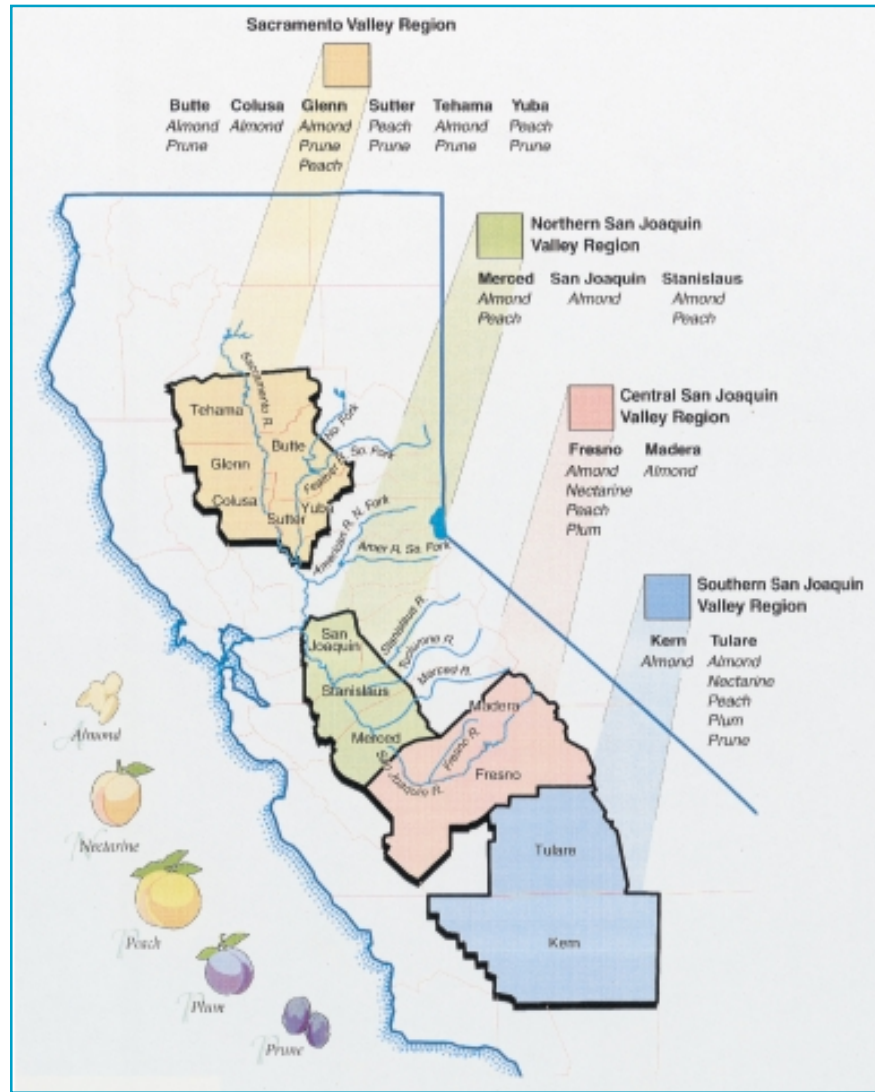 Sacramento Valley Region
Butte Colusa Glenn Sutter Tehama Yuba
Almond Almond Almond Peach Almond Peach
Prune Prune Prune Prune Prune
Peach
Northern San Joaquin
Valley Region
Merced San Joaquin Stanislaus
Almond Almond Almond
Peach Peach
Central San Joaquin
Valley Region
Fresno Madera
Almond Almond
Nectarine
Peach
Plum
Southern San Joaquin
Valley Region
Kern Tulare
Almond Almond
Nectarine
Peach
Plum
Prune
Sacramento R.
Tehama
No. Fork
Butte
Feather R. So. Fork
Glenn
Colusa
Yuba
Sutter
American R. N. Fork
Amer R. So. Fork
San
Joaquin
Stanislaus R.
Tuolumne R.
Merced R.
Stanislaus
Madera
Merced
Fresno R.
San Joaquin R.
Fresno
Tulare
Kern
Almond
Nectarine
Peach
Plum
Prune